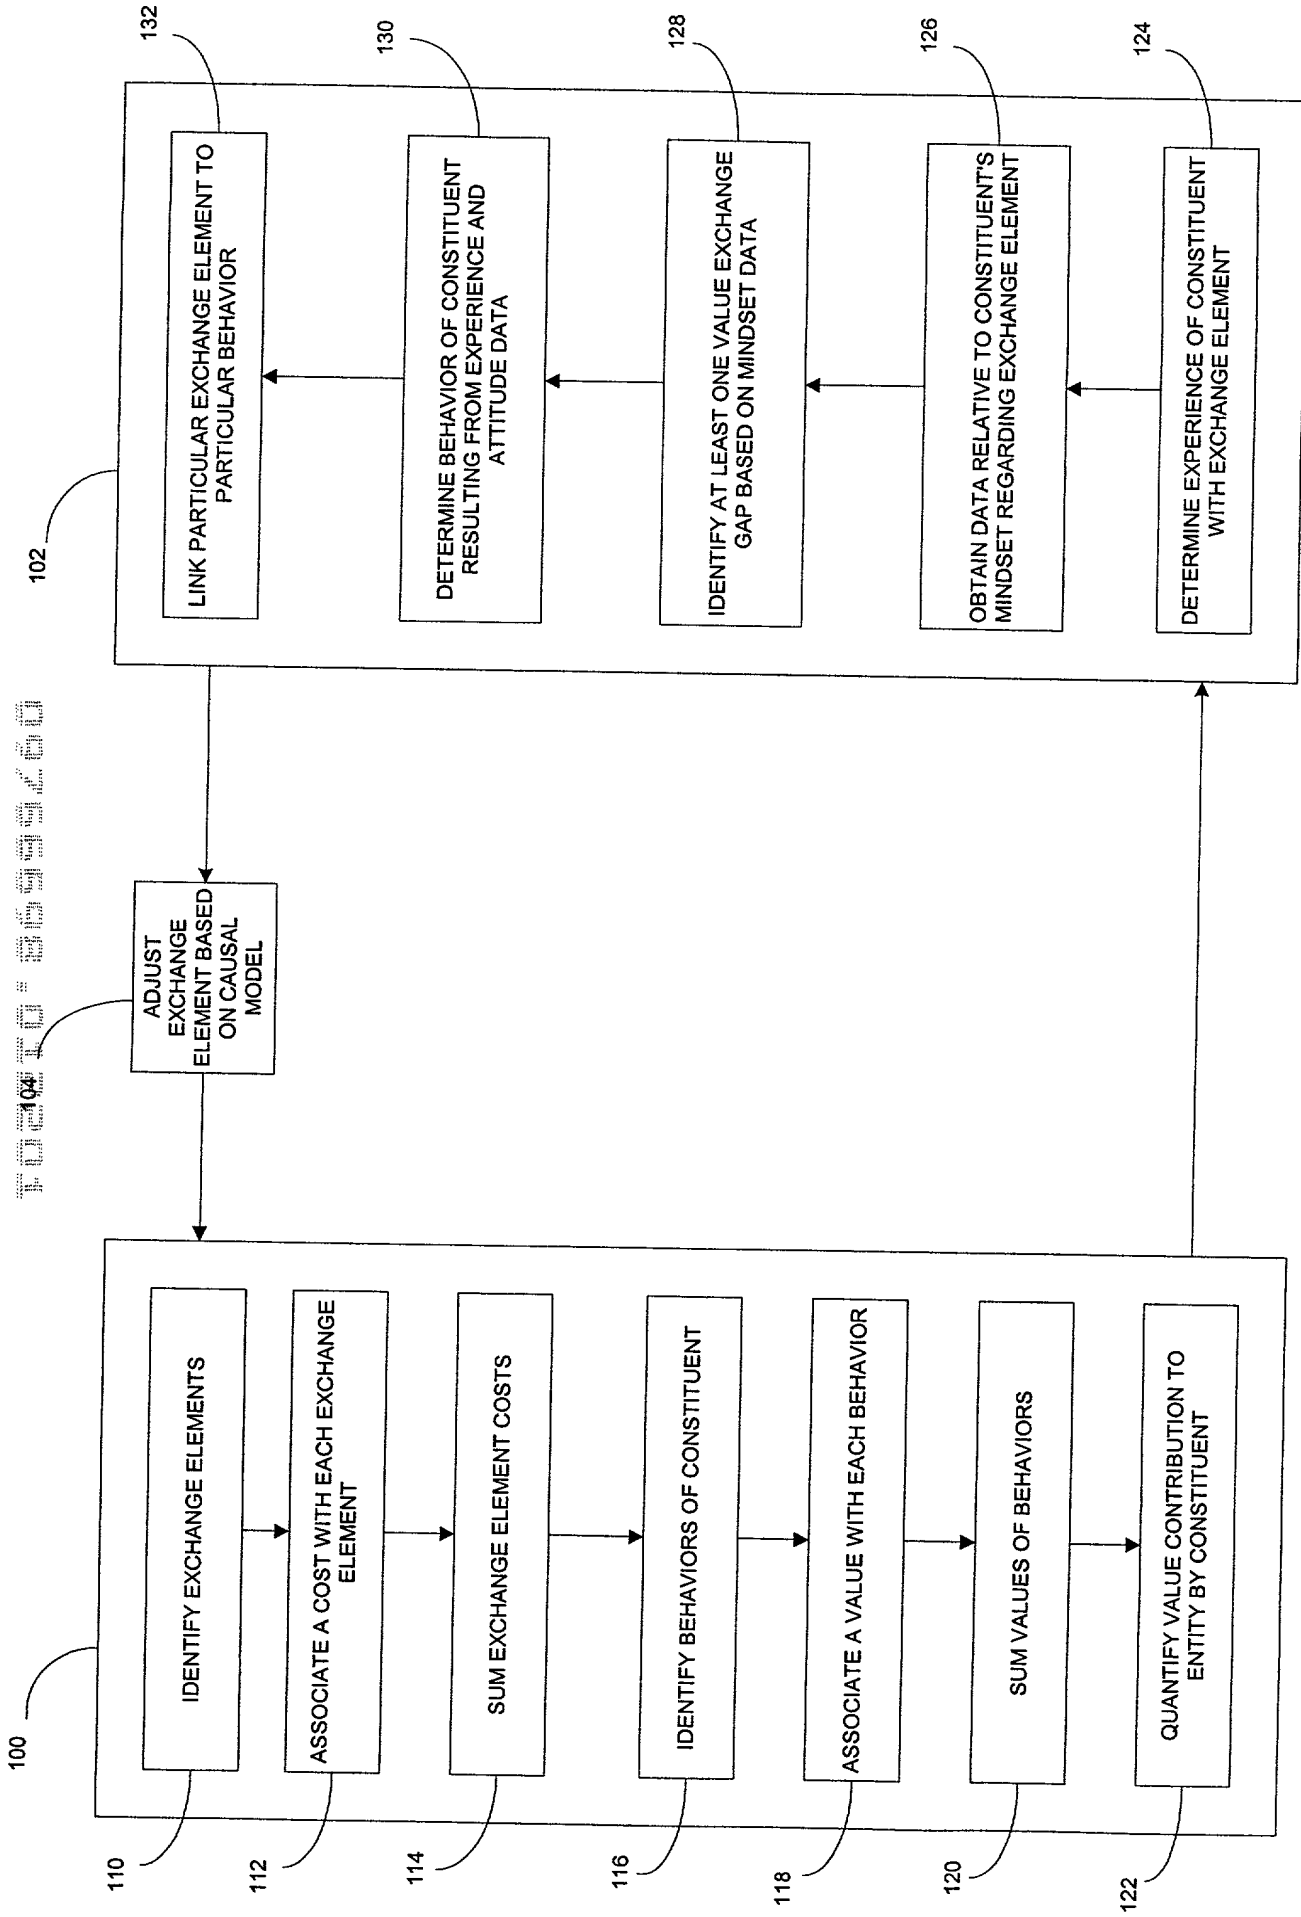 100
110
IDENTIFY EXCHANGE ELEMENTS
112
ASSOCIATE A COST WITH EACH EXCHANGE
ELEMENT
114
SUM EXCHANGE ELEMENT COSTS
116
IDENTIFY BEHAVIORS OF CONSTITUENT
118
ASSOCIATE A VALUE WITH EACH BEHAVIOR
120
SUM VALUES OF BEHAVIORS
122
QUANTIFY VALUE CONTRIBUTION TO
ENTITY BY CONSTITUENT
104
ADJUST
EXCHANGE
ELEMENT BASED
ON CAUSAL
MODEL
102
132
LINK PARTICULAR EXCHANGE ELEMENT TO
PARTICULAR BEHAVIOR
130
DETERMINE BEHAVIOR OF CONSTITUENT
RESULTING FROM EXPERIENCE AND
ATTITUDE DATA
128
IDENTIFY AT LEAST ONE VALUE EXCHANGE
GAP BASED ON MINDSET DATA
126
OBTAIN DATA RELATIVE TO CONSTITUENT'S
MINDSET REGARDING EXCHANGE ELEMENT
124
DETERMINE EXPERIENCE OF CONSTITUENT
WITH EXCHANGE ELEMENT